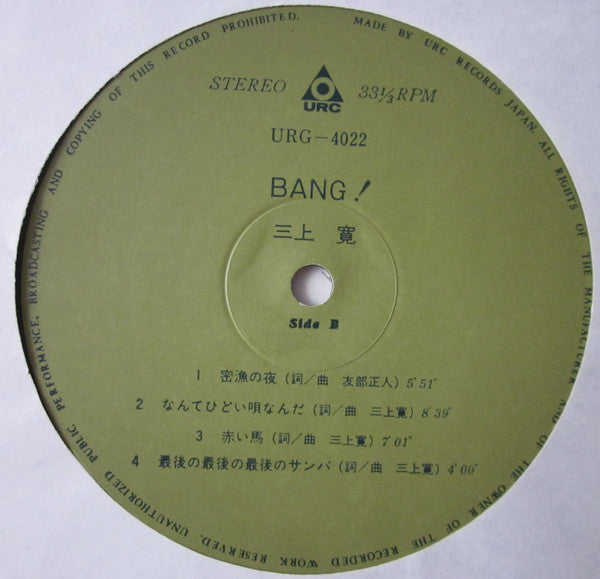 MADE BY URC RECORDS JAPAN. ALL RIGHTS OF THE MANUFACTURER AND OF THE OWNER OF THE RECORDED WORK RESERVED. UNAUTHORIZED PUBLIC PERFORMANCE, BROADCASTING AND COPYING OF THIS RECORD PROHIBITED.
STEREO URC 33⅓RPM
URG-4022
BANG!
三上 寛
Side B
1 密漁の夜 (詞/曲 友部正人) 5'51"
2 なんてひどい唄なんだ (詞/曲 三上寛) 8'39"
3 赤い馬 (詞/曲 三上寛) 7'01"
4 最後の最後の最後のサンバ (詞/曲 三上寛) 4'00"